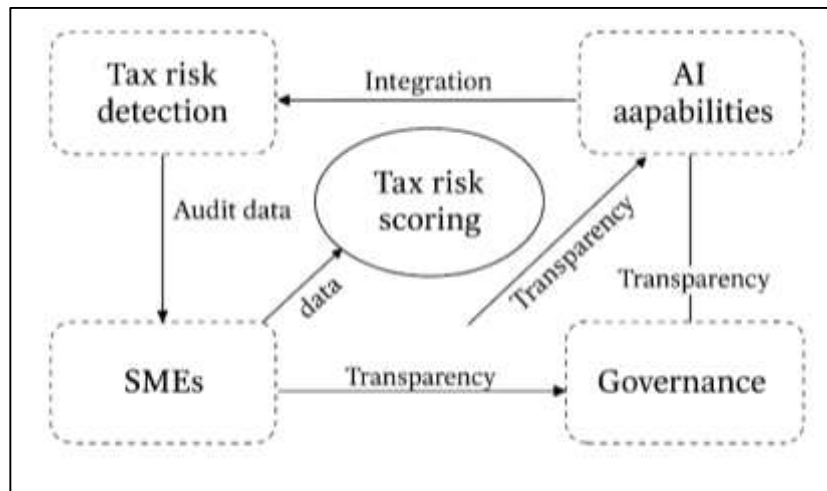 Tax risk
detection
Integration
AI
aapabilities
Audit data
Tax risk
scoring
data
Transparency
Transparency
SMEs
Transparency
Governance